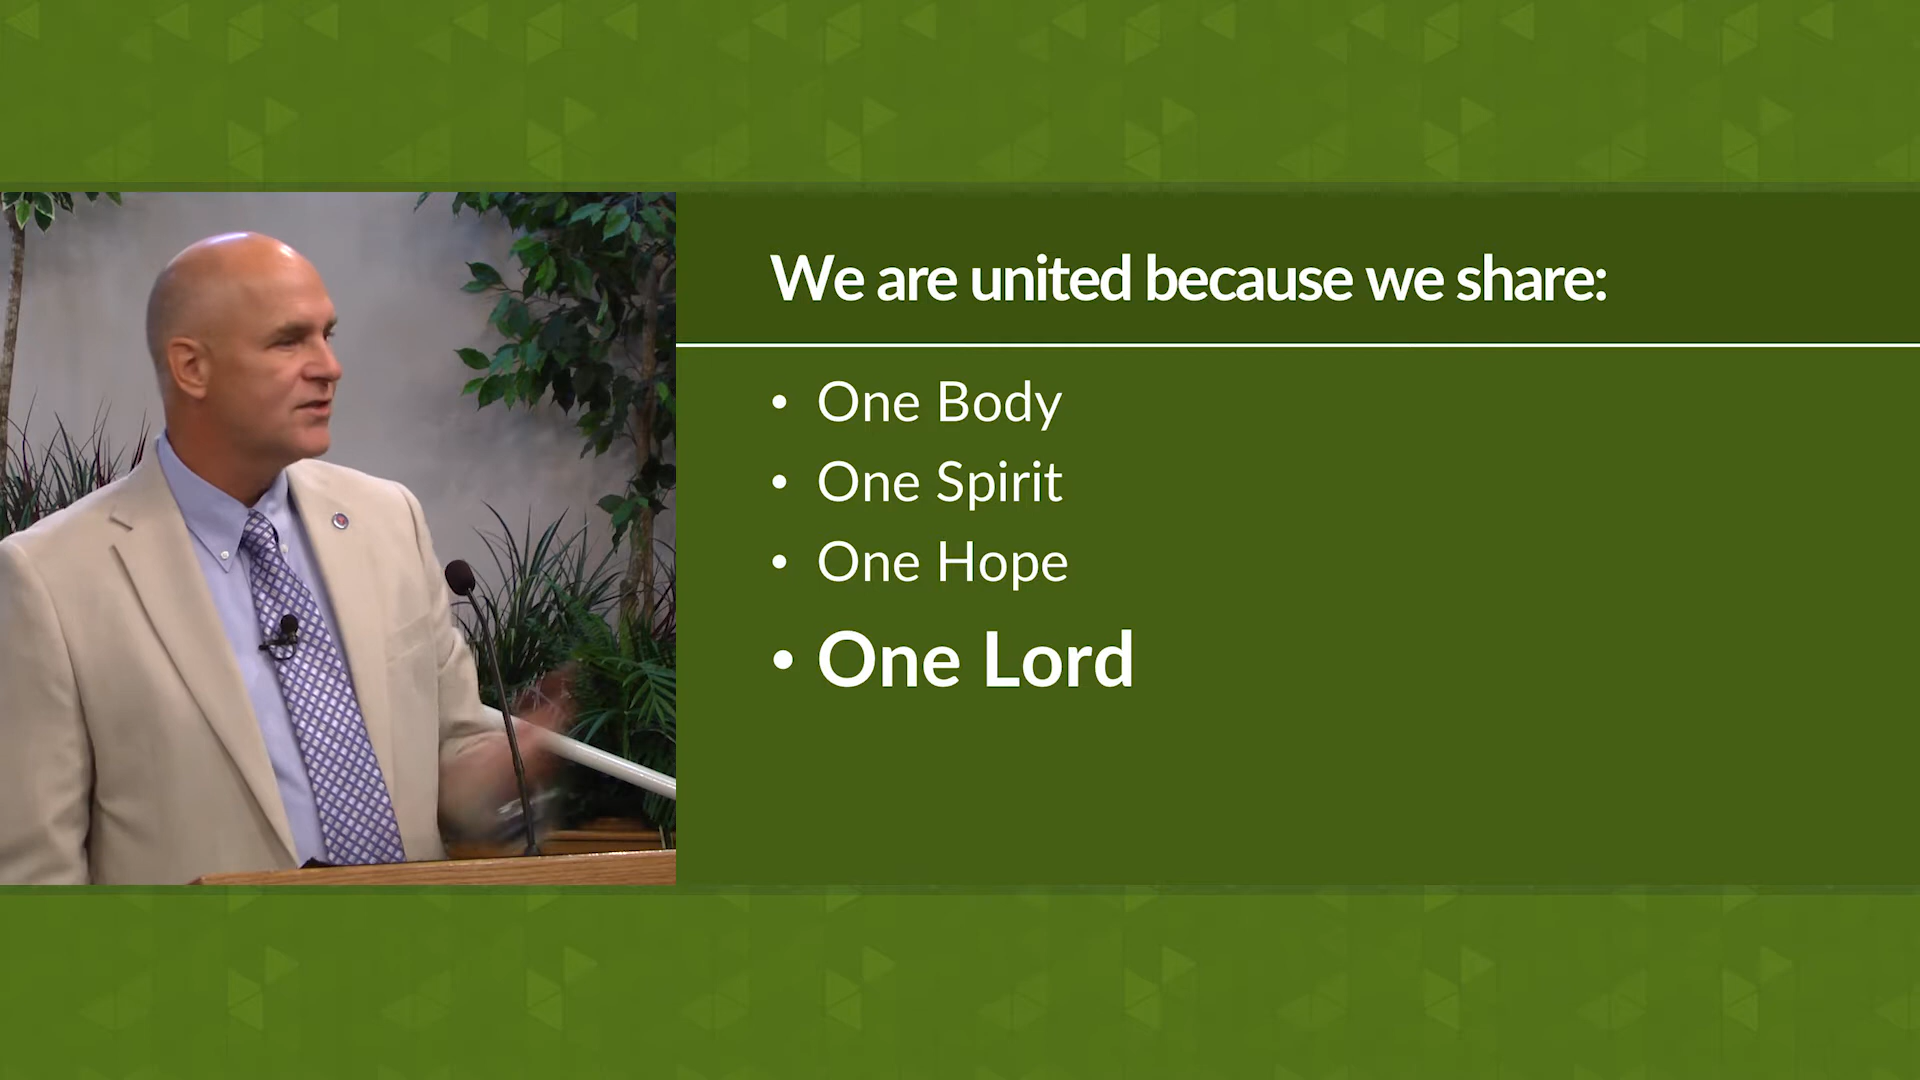 We are united because we share:
• One Body
• One Spirit
• One Hope
• One Lord